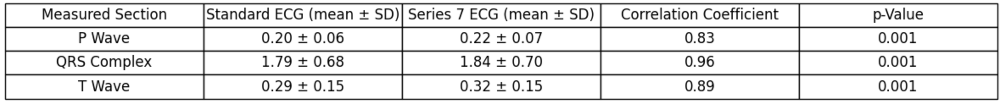 Measured Section Standard ECG (mean ± SD) Series 7 ECG (mean ± SD) Correlation Coefficient p-Value
P Wave 0.20 ± 0.06 0.22 ± 0.07 0.83 0.001
QRS Complex 1.79 ± 0.68 1.84 ± 0.70 0.96 0.001
T Wave 0.29 ± 0.15 0.32 ± 0.15 0.89 0.001